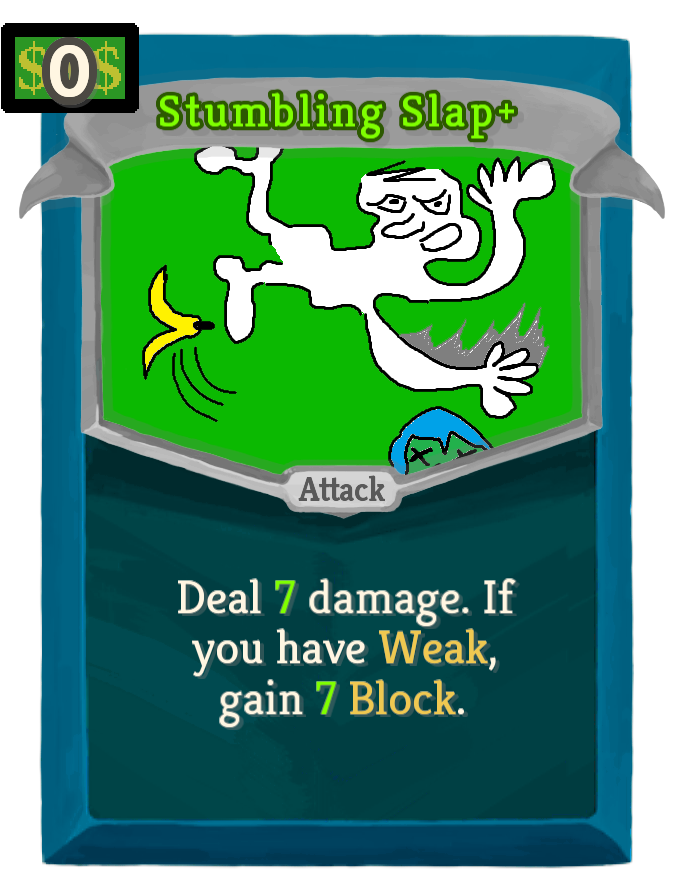 $0$
Stumbling Slap+
Attack
Deal 7 damage. If
you have Weak,
gain 7 Block.